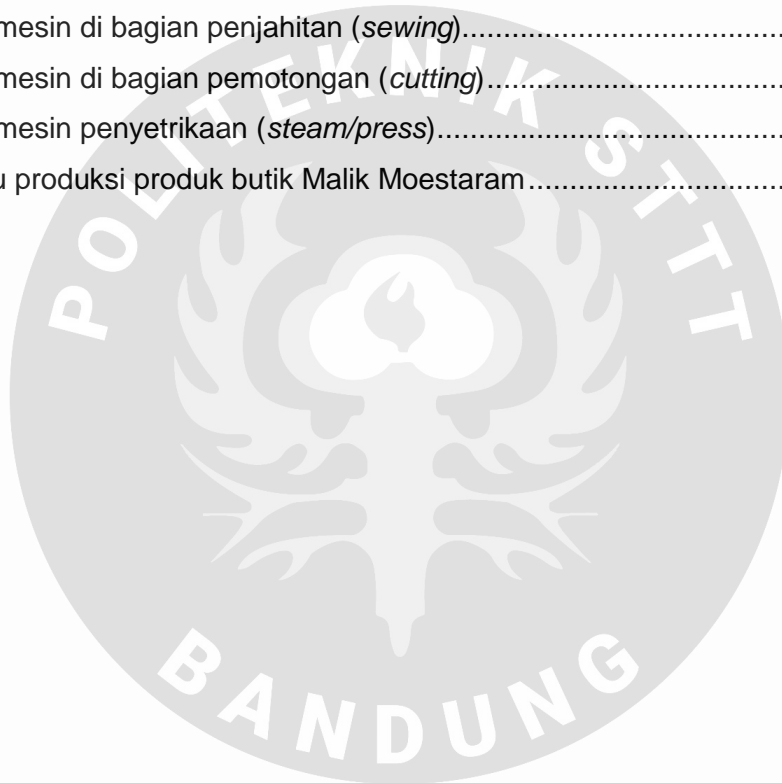 mesin di bagian penjahitan (sewing)..........................................
mesin di bagian pemotongan (cutting)......................................
mesin penyetrikaan (steam/press).............................................
u produksi produk butik Malik Moestaram.................................
POLITEKNIK STTT
BANDUNG